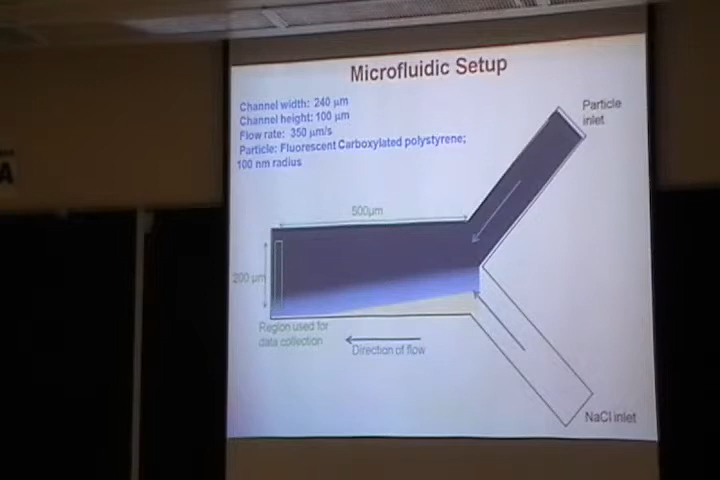 Microfluidic Setup
Channel width: 240 μm
Channel height: 100 μm
Flow rate: 350 μm/s
Particle: Fluorescent Carboxylated polystyrene;
100 nm radius
Particle
inlet
500μm
200 μm
Region used for
data collection
Direction of flow
NaCl inlet
A